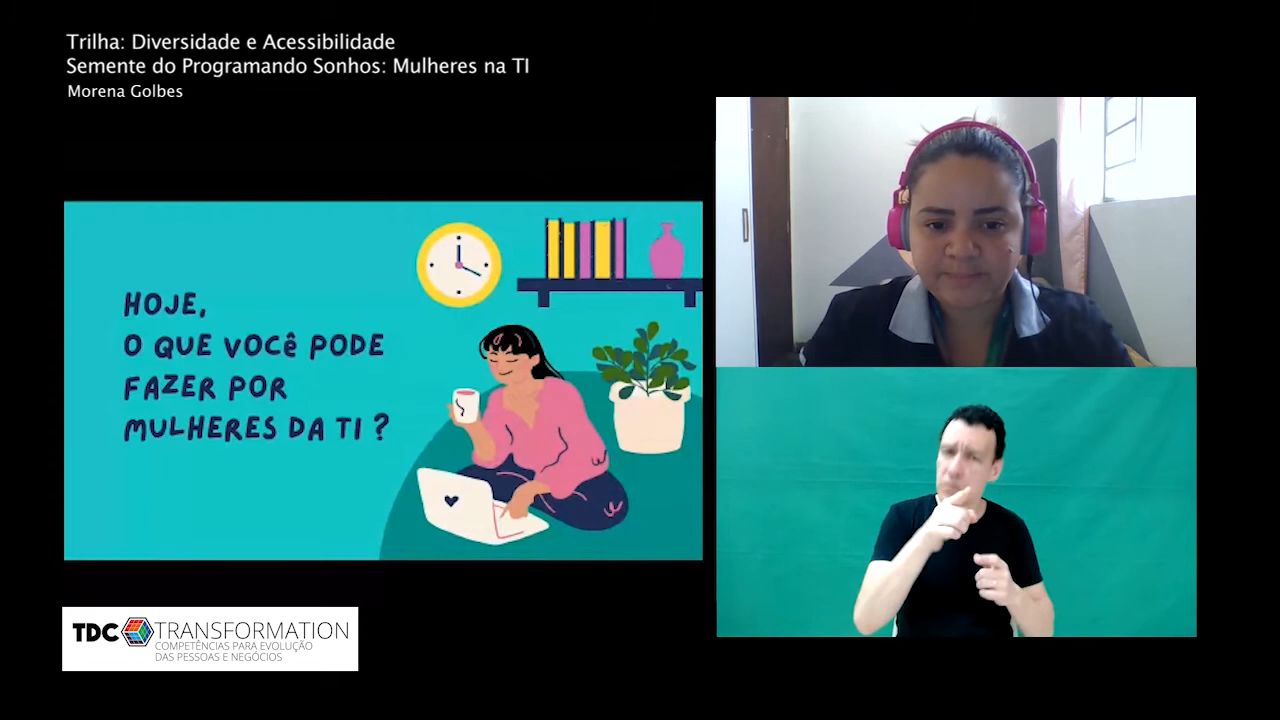 Trilha: Diversidade e Acessibilidade
Semente do Programando Sonhos: Mulheres na TI
Morena Golbes
HOJE,
O QUE VOCÊ PODE
FAZER POR
MULHERES DA TI ?
TDC TRANSFORMATION
COMPETÊNCIAS PARA EVOLUÇÃO
DAS PESSOAS E NEGÓCIOS